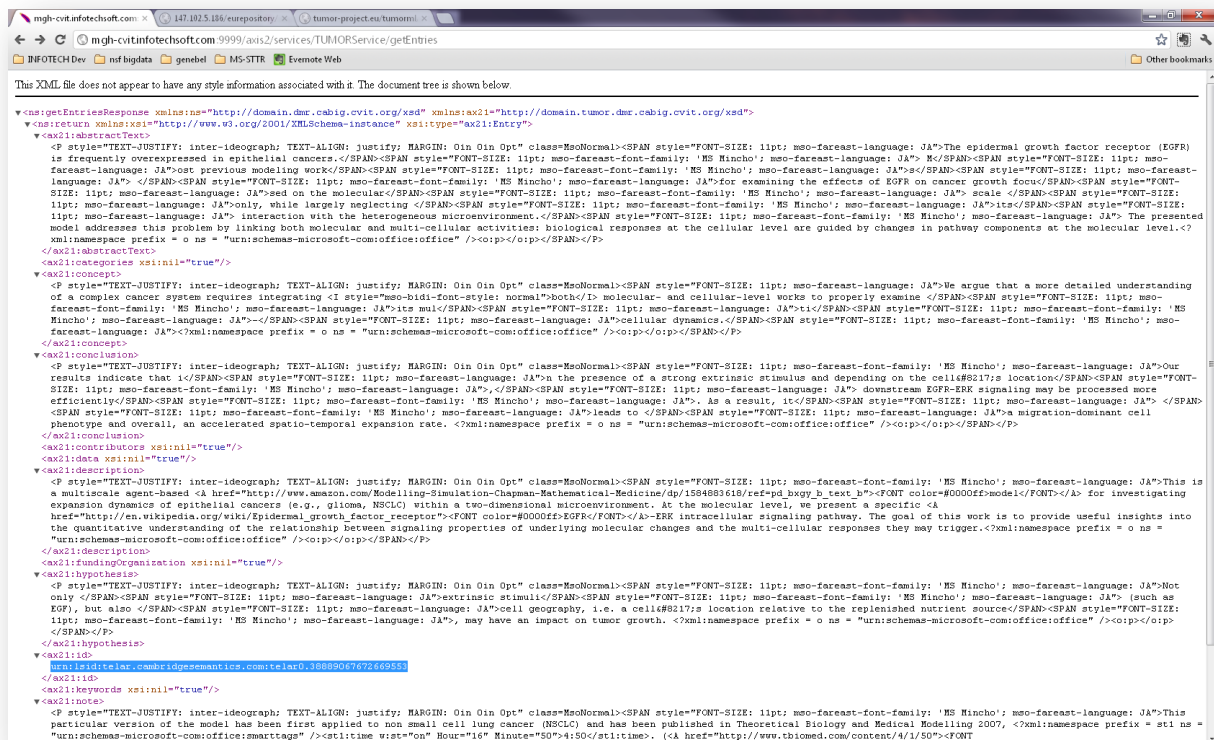 mgh-cvit.infotechsoft.com:
147.102.5.186/eurepository/
tumor-project.eu/tumorml
mgh-cvit.infotechsoft.com:9999/axis2/services/TUMORService/getEntries
INFOTECH Dev nsf bigdata genebel MS-STTR Evernote Web Other bookmarks
This XML file does not appear to have any style information associated with it. The document tree is shown below.
▼<ns:getEntriesResponse xmlns:ns="http://domain.dmr.cabig.cvit.org/xsd" xmlns:ax21="http://domain.tumor.dmr.cabig.cvit.org/xsd">
▼<ns:return xmlns:xsi="http://www.w3.org/2001/XMLSchema-instance" xsi:type="ax21:Entry">
▼<ax21:abstractText>
<P style="TEXT-JUSTIFY: inter-ideograph; TEXT-ALIGN: justify; MARGIN: 0in 0in 0pt" class=MsoNormal><SPAN style="FONT-SIZE: 11pt; mso-fareast-language: JA">The epidermal growth factor receptor (EGFR)
is frequently overexpressed in epithelial cancers.</SPAN><SPAN style="FONT-SIZE: 11pt; mso-fareast-font-family: 'MS Mincho'; mso-fareast-language: JA"> M</SPAN><SPAN style="FONT-SIZE: 11pt; mso-
fareast-language: JA">ost previous modeling work</SPAN><SPAN style="FONT-SIZE: 11pt; mso-fareast-font-family: 'MS Mincho'; mso-fareast-language: JA">s</SPAN><SPAN style="FONT-SIZE: 11pt; mso-fareast-
language: JA"> </SPAN><SPAN style="FONT-SIZE: 11pt; mso-fareast-font-family: 'MS Mincho'; mso-fareast-language: JA">for examining the effects of EGFR on cancer growth focu</SPAN><SPAN style="FONT-
SIZE: 11pt; mso-fareast-language: JA">sed on the molecular</SPAN><SPAN style="FONT-SIZE: 11pt; mso-fareast-font-family: 'MS Mincho'; mso-fareast-language: JA"> scale </SPAN><SPAN style="FONT-SIZE:
11pt; mso-fareast-language: JA">only, while largely neglecting </SPAN><SPAN style="FONT-SIZE: 11pt; mso-fareast-font-family: 'MS Mincho'; mso-fareast-language: JA">its</SPAN><SPAN style="FONT-SIZE:
11pt; mso-fareast-language: JA"> interaction with the heterogeneous microenvironment.</SPAN><SPAN style="FONT-SIZE: 11pt; mso-fareast-font-family: 'MS Mincho'; mso-fareast-language: JA"> The presented
model addresses this problem by linking both molecular and multi-cellular activities: biological responses at the cellular level are guided by changes in pathway components at the molecular level.<?
xml:namespace prefix = o ns = "urn:schemas-microsoft-com:office:office" /><o:p></o:p></SPAN></P>
</ax21:abstractText>
<ax21:categories xsi:nil="true"/>
▼<ax21:concept>
<P style="TEXT-JUSTIFY: inter-ideograph; TEXT-ALIGN: justify; MARGIN: 0in 0in 0pt" class=MsoNormal><SPAN style="FONT-SIZE: 11pt; mso-fareast-language: JA">We argue that a more detailed understanding
of a complex cancer system requires integrating <I style="mso-bidi-font-style: normal">both</I> molecular- and cellular-level works to properly examine </SPAN><SPAN style="FONT-SIZE: 11pt; mso-
fareast-font-family: 'MS Mincho'; mso-fareast-language: JA">its mul</SPAN><SPAN style="FONT-SIZE: 11pt; mso-fareast-language: JA">ti</SPAN><SPAN style="FONT-SIZE: 11pt; mso-fareast-font-family: 'MS
Mincho'; mso-fareast-language: JA">-</SPAN><SPAN style="FONT-SIZE: 11pt; mso-fareast-language: JA">cellular dynamics.</SPAN><SPAN style="FONT-SIZE: 11pt; mso-fareast-font-family: 'MS Mincho'; mso-
fareast-language: JA"><?xml:namespace prefix = o ns = "urn:schemas-microsoft-com:office:office" /><o:p></o:p></SPAN></P>
</ax21:concept>
▼<ax21:conclusion>
<P style="TEXT-JUSTIFY: inter-ideograph; TEXT-ALIGN: justify; MARGIN: 0in 0in 0pt" class=MsoNormal><SPAN style="FONT-SIZE: 11pt; mso-fareast-font-family: 'MS Mincho'; mso-fareast-language: JA">Our
results indicate that i</SPAN><SPAN style="FONT-SIZE: 11pt; mso-fareast-language: JA">n the presence of a strong extrinsic stimulus and depending on the cell&#8217;s location</SPAN><SPAN style="FONT-
SIZE: 11pt; mso-fareast-font-family: 'MS Mincho'; mso-fareast-language: JA">,</SPAN><SPAN style="FONT-SIZE: 11pt; mso-fareast-language: JA"> downstream EGFR-ERK signaling may be processed more
efficiently</SPAN><SPAN style="FONT-SIZE: 11pt; mso-fareast-font-family: 'MS Mincho'; mso-fareast-language: JA">. As a result, it</SPAN><SPAN style="FONT-SIZE: 11pt; mso-fareast-language: JA"> </SPAN>
<SPAN style="FONT-SIZE: 11pt; mso-fareast-font-family: 'MS Mincho'; mso-fareast-language: JA">leads to </SPAN><SPAN style="FONT-SIZE: 11pt; mso-fareast-language: JA">a migration-dominant cell
phenotype and overall, an accelerated spatio-temporal expansion rate. <?xml:namespace prefix = o ns = "urn:schemas-microsoft-com:office:office" /><o:p></o:p></SPAN></P>
</ax21:conclusion>
<ax21:contributors xsi:nil="true"/>
<ax21:data xsi:nil="true"/>
▼<ax21:description>
<P style="TEXT-JUSTIFY: inter-ideograph; TEXT-ALIGN: justify; MARGIN: 0in 0in 0pt" class=MsoNormal><SPAN style="FONT-SIZE: 11pt; mso-fareast-font-family: 'MS Mincho'; mso-fareast-language: JA">This is
a multiscale agent-based <A href="http://www.amazon.com/Modelling-Simulation-Chapman-Mathematical-Medicine/dp/1584883618/ref=pd_bxgy_b_text_b"><FONT color=#0000ff>model</FONT></A> for investigating
expansion dynamics of epithelial cancers (e.g., glioma, NSCLC) within a two-dimensional microenvironment. At the molecular level, we present a specific <A
href="http://en.wikipedia.org/wiki/Epidermal_growth_factor_receptor"><FONT color=#0000ff>EGFR</FONT></A>-ERK intracellular signaling pathway. The goal of this work is to provide useful insights into
the quantitative understanding of the relationship between signaling properties of underlying molecular changes and the multi-cellular responses they may trigger.<?xml:namespace prefix = o ns =
"urn:schemas-microsoft-com:office:office" /><o:p></o:p></SPAN></P>
</ax21:description>
<ax21:fundingOrganization xsi:nil="true"/>
▼<ax21:hypothesis>
<P style="TEXT-JUSTIFY: inter-ideograph; TEXT-ALIGN: justify; MARGIN: 0in 0in 0pt" class=MsoNormal><SPAN style="FONT-SIZE: 11pt; mso-fareast-font-family: 'MS Mincho'; mso-fareast-language: JA">Not
only </SPAN><SPAN style="FONT-SIZE: 11pt; mso-fareast-language: JA">extrinsic stimuli</SPAN><SPAN style="FONT-SIZE: 11pt; mso-fareast-font-family: 'MS Mincho'; mso-fareast-language: JA"> (such as
EGF), but also </SPAN><SPAN style="FONT-SIZE: 11pt; mso-fareast-language: JA">cell geography, i.e. a cell&#8217;s location relative to the replenished nutrient source</SPAN><SPAN style="FONT-SIZE:
11pt; mso-fareast-font-family: 'MS Mincho'; mso-fareast-language: JA">, may have an impact on tumor growth. <?xml:namespace prefix = o ns = "urn:schemas-microsoft-com:office:office" /><o:p></o:p>
</SPAN></P>
</ax21:hypothesis>
▼<ax21:id>
urn:lsid:telar.cambridgesemantics.com:telar0.38889067672669553
</ax21:id>
<ax21:keywords xsi:nil="true"/>
▼<ax21:note>
<P style="TEXT-JUSTIFY: inter-ideograph; TEXT-ALIGN: justify; MARGIN: 0in 0in 0pt" class=MsoNormal><SPAN style="FONT-SIZE: 11pt; mso-fareast-font-family: 'MS Mincho'; mso-fareast-language: JA">This
particular version of the model has been first applied to non small cell lung cancer (NSCLC) and has been published in Theoretical Biology and Medical Modelling 2007, <?xml:namespace prefix = st1 ns =
"urn:schemas-microsoft-com:office:smarttags" /><st1:time w:st="on" Hour="16" Minute="50">4:50</st1:time>. (<A href="http://www.tbiomed.com/content/4/1/50"><FONT